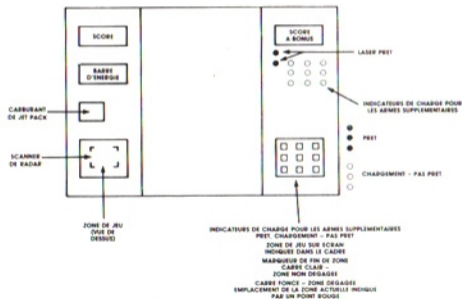 SCORE
BARRE
D'ENERGIE
CARBURANT
DE JET PACK
SCANNER
DE RADAR
ZONE DE JEU
(VUE DE
DESSUS)
SCORE
A BONUS
LASER PRET
INDICATEURS DE CHARGE POUR
LES ARMES SUPPLEMENTAIRES
PRET
CHARGEMENT - PAS PRET
INDICATEURS DE CHARGE POUR LES ARMES SUPPLEMENTAIRES
PRET, CHARGEMENT - PAS PRET
ZONE DE JEU SUR ECRAN
INDIQUEE DANS LE CADRE
MARQUEUR DE FIN DE ZONE
CARRE CLAIR -
ZONE NON DEGAGEE
CARRE FONCE - ZONE DEGAGEE
EMPLACEMENT DE LA ZONE ACTUELLE INDIQUE
PAR UN POINT ROUGE